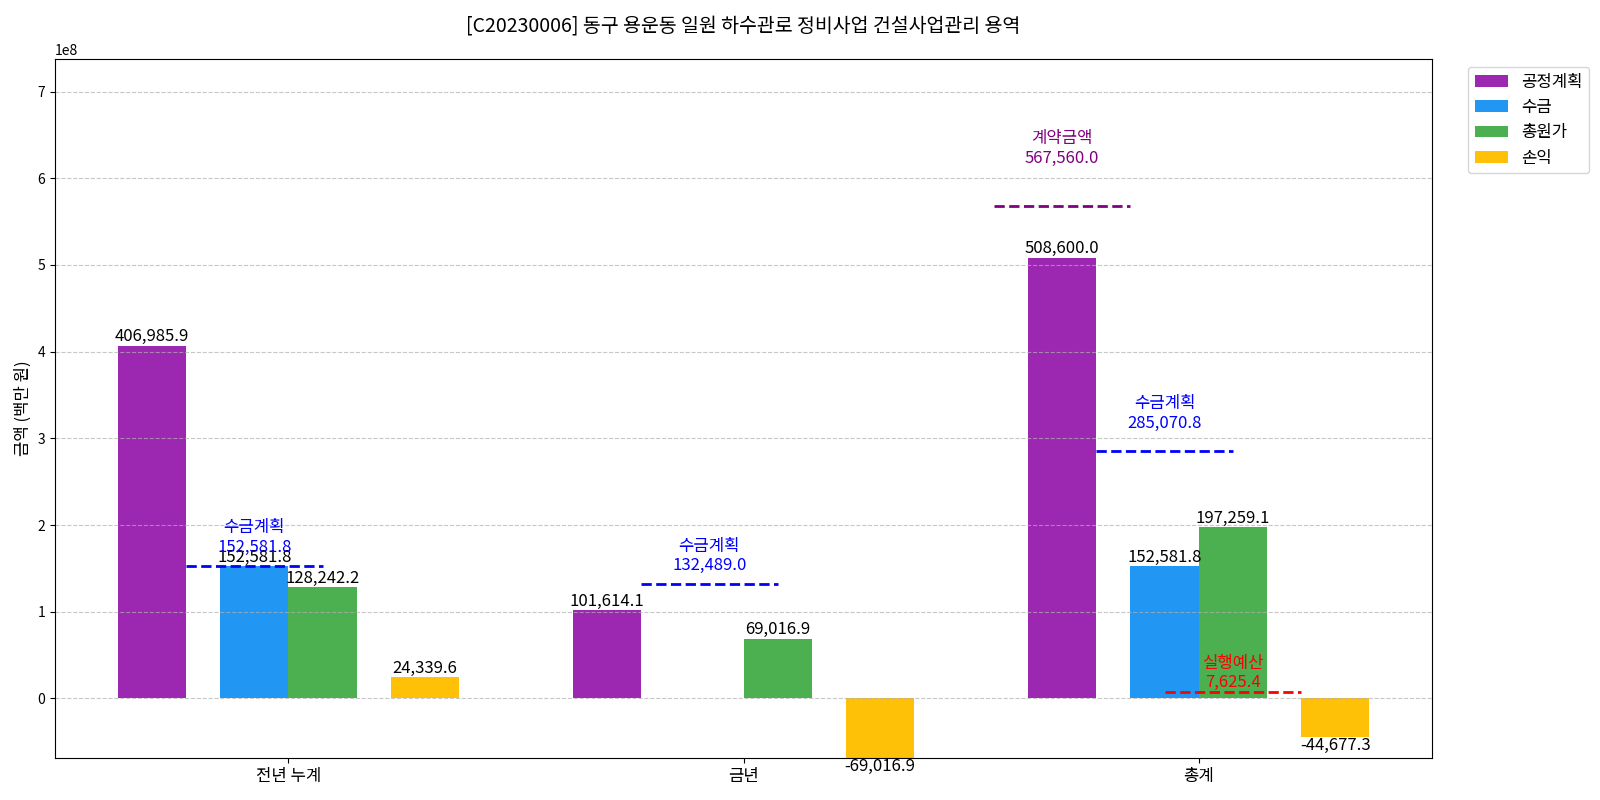 [C20230006] 동구 용운동 일원 하수관로 정비사업 건설사업관리 용역
1e8
금액 (백만 원)
7
6
5
4
3
2
1
0
406,985.9
수금계획
152,581.8
152,581.8
128,242.2
24,339.6
101,614.1
수금계획
132,489.0
69,016.9
-69,016.9
계약금액
567,560.0
508,600.0
수금계획
285,070.8
152,581.8
197,259.1
실행예산
7,625.4
-44,677.3
전년 누계
금년
총계
공정계획
수금
총원가
손익